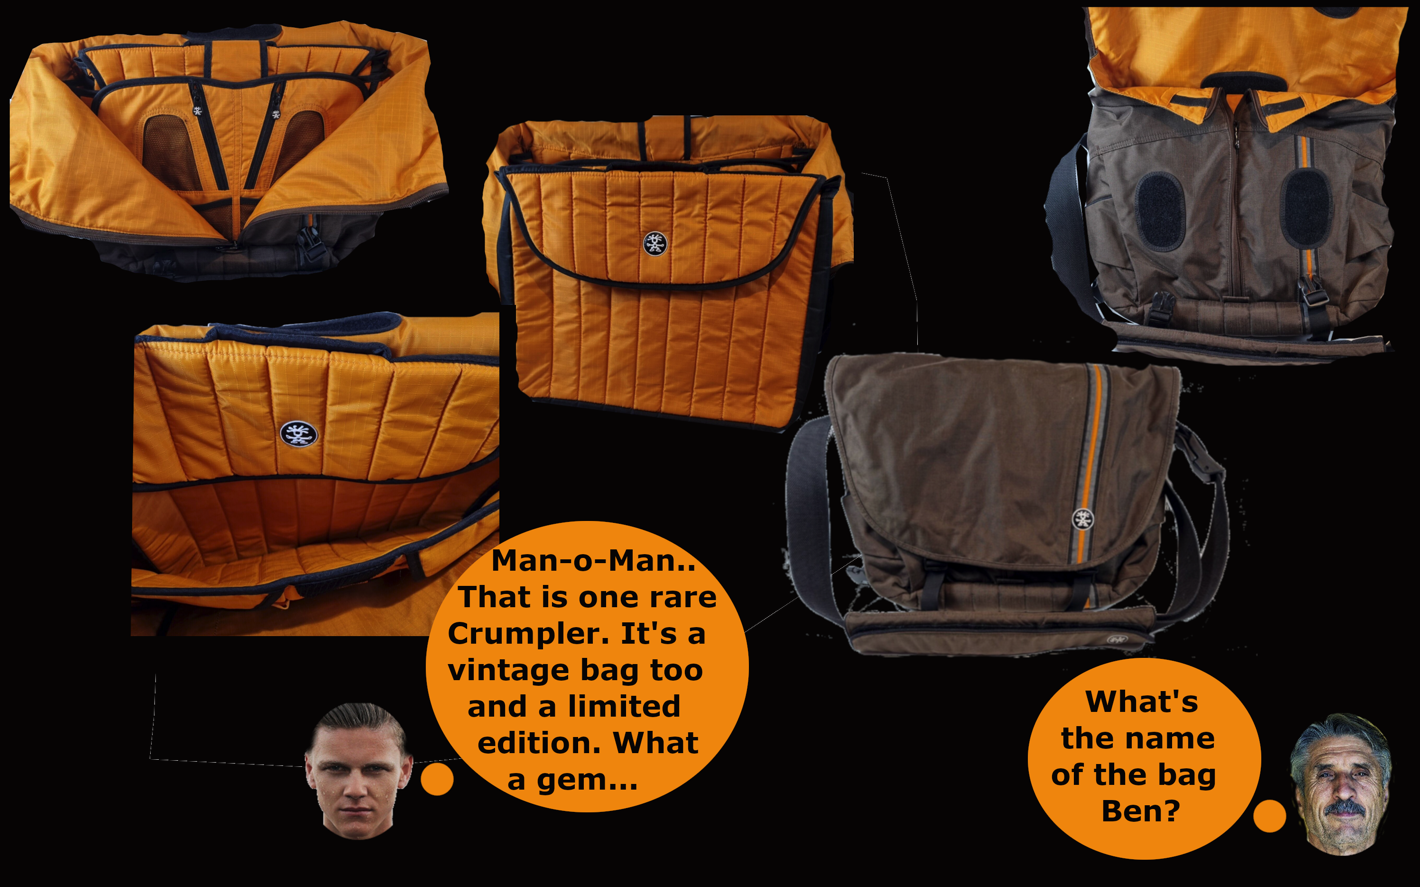 Man-o-Man..
That is one rare
Crumpler. It's a
vintage bag too
and a limited
edition. What
a gem...
What's
the name
of the bag
Ben?